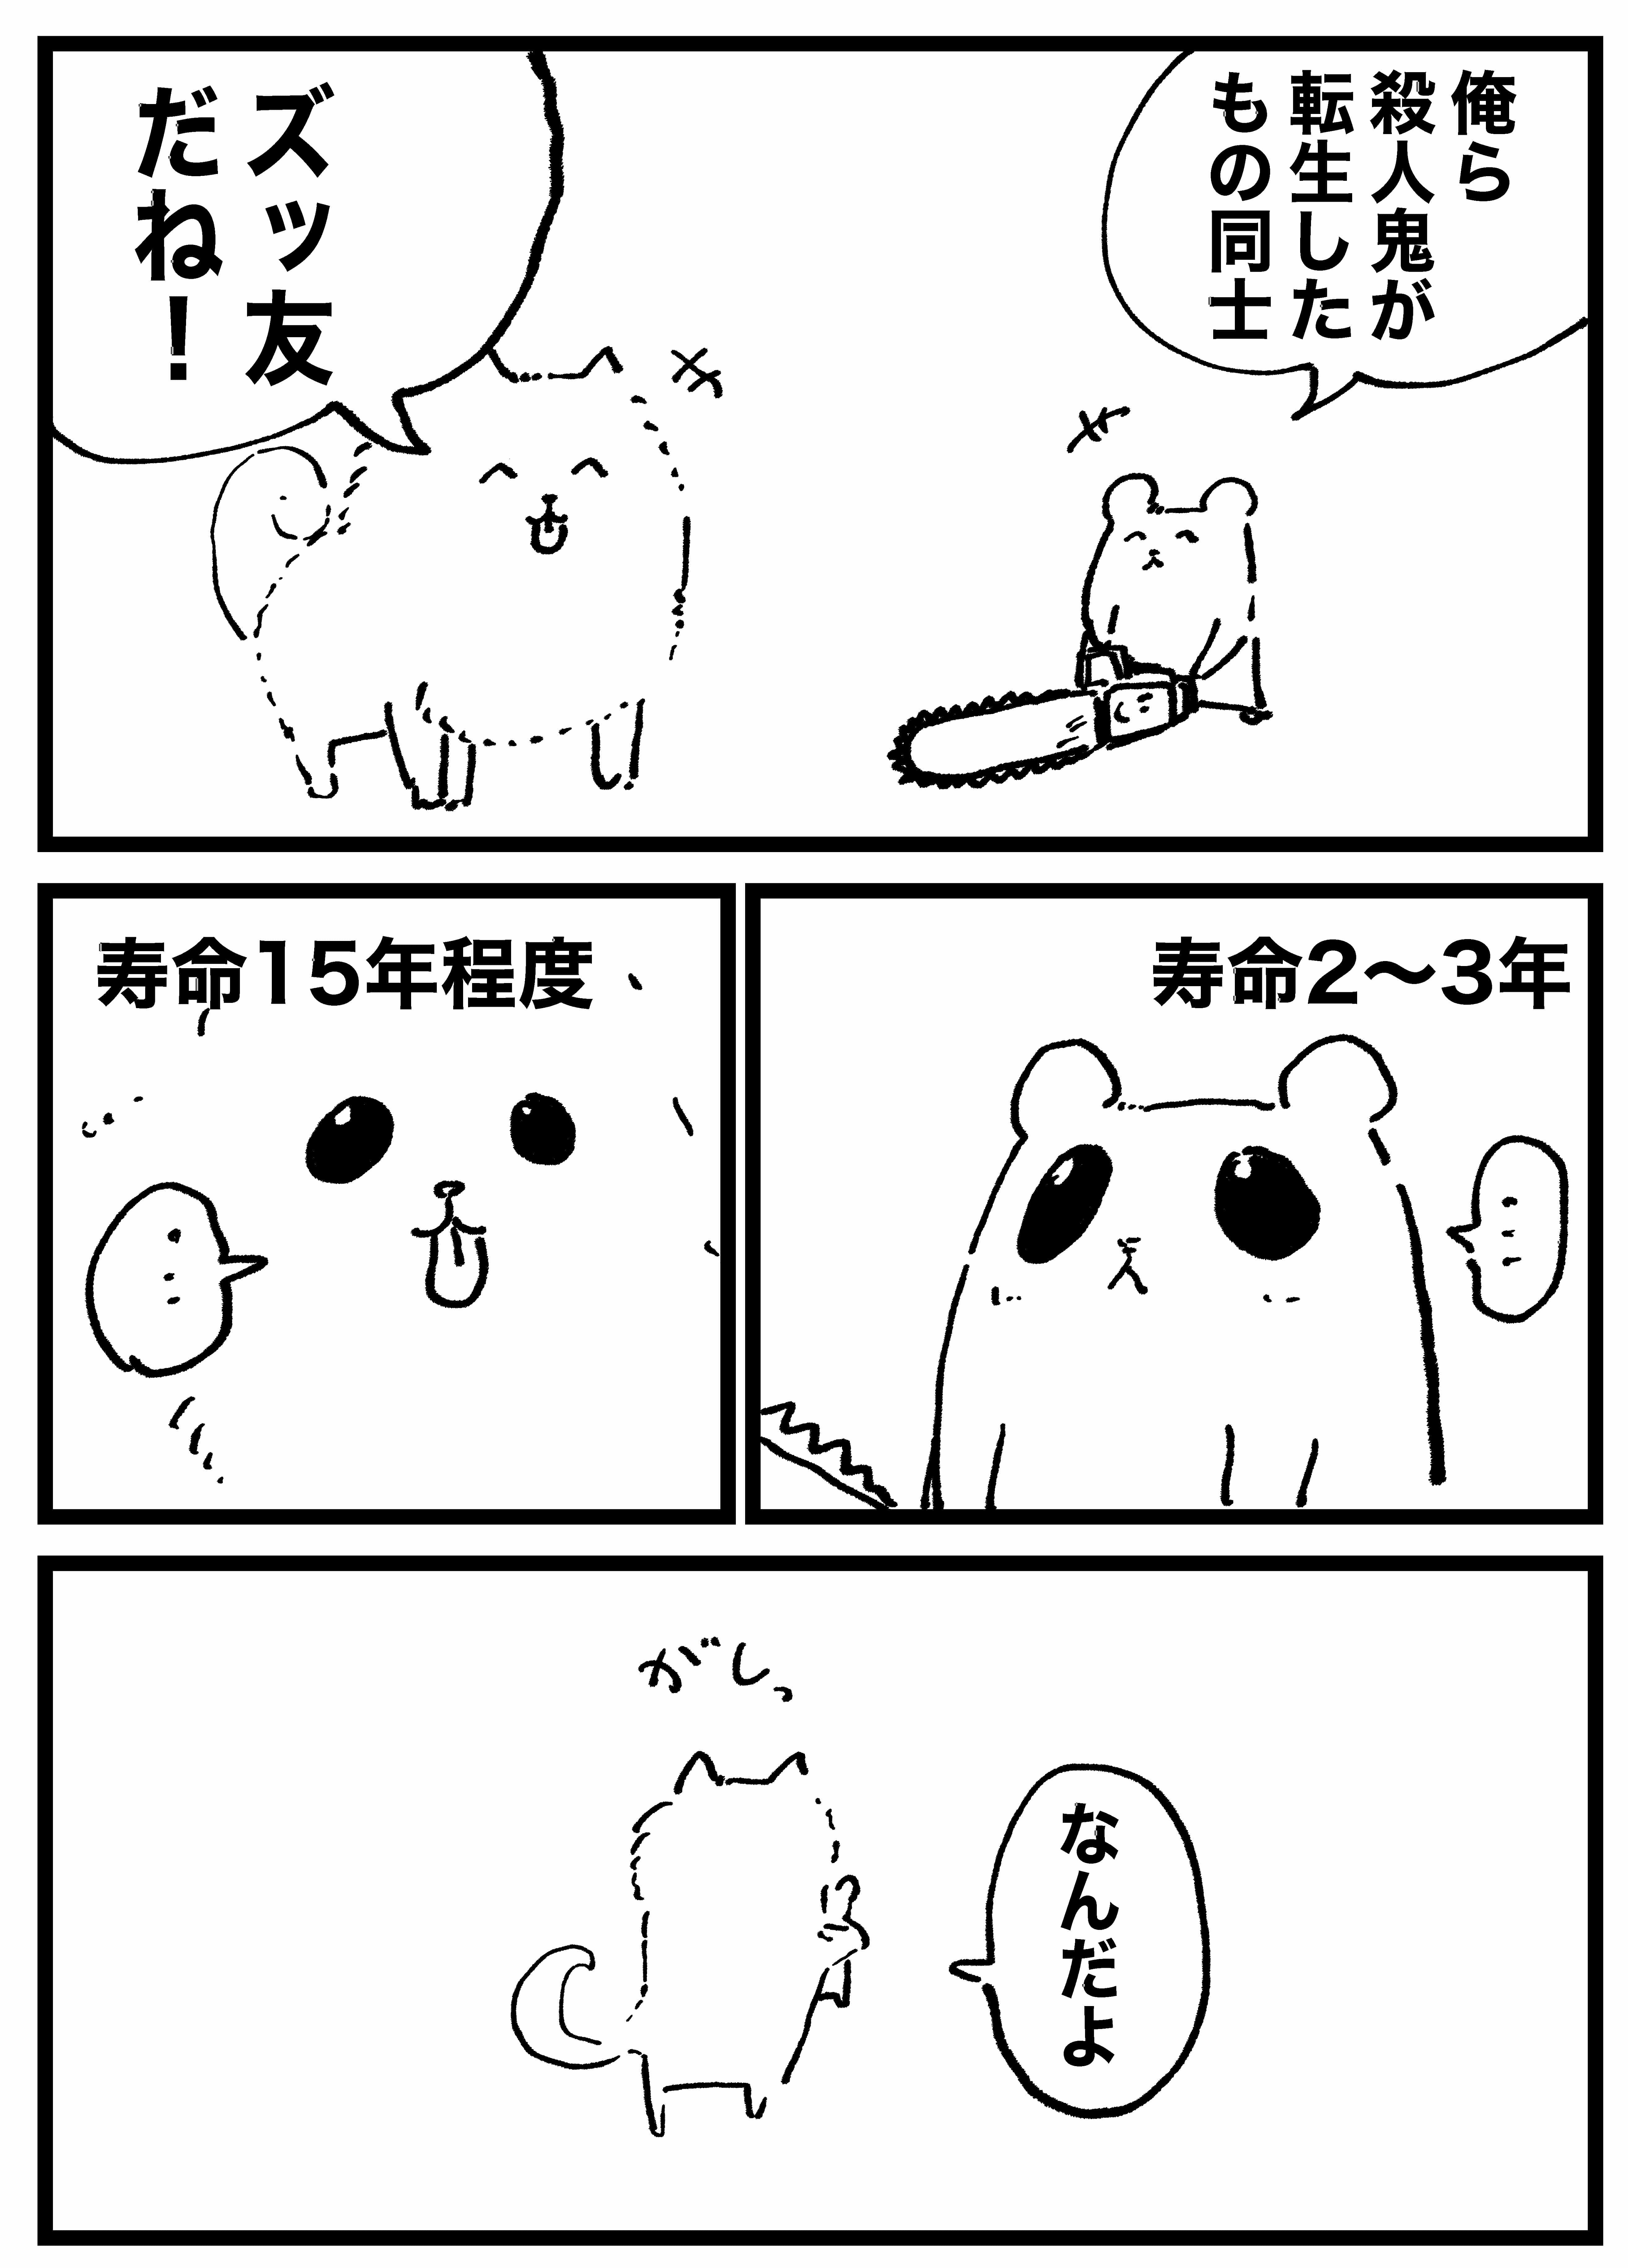 俺ら
殺人鬼が
転生した
もの同士
ズッ友
だね！
寿命2〜3年
…
寿命15年程度
…
がしっ
なんだよ